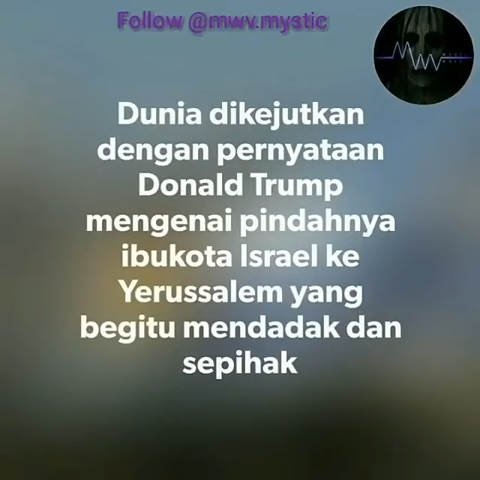 Follow @mwv.mystic
Dunia dikejutkan
dengan pernyataan
Donald Trump
mengenai pindahnya
ibukota Israel ke
Yerussalem yang
begitu mendadak dan
sepihak